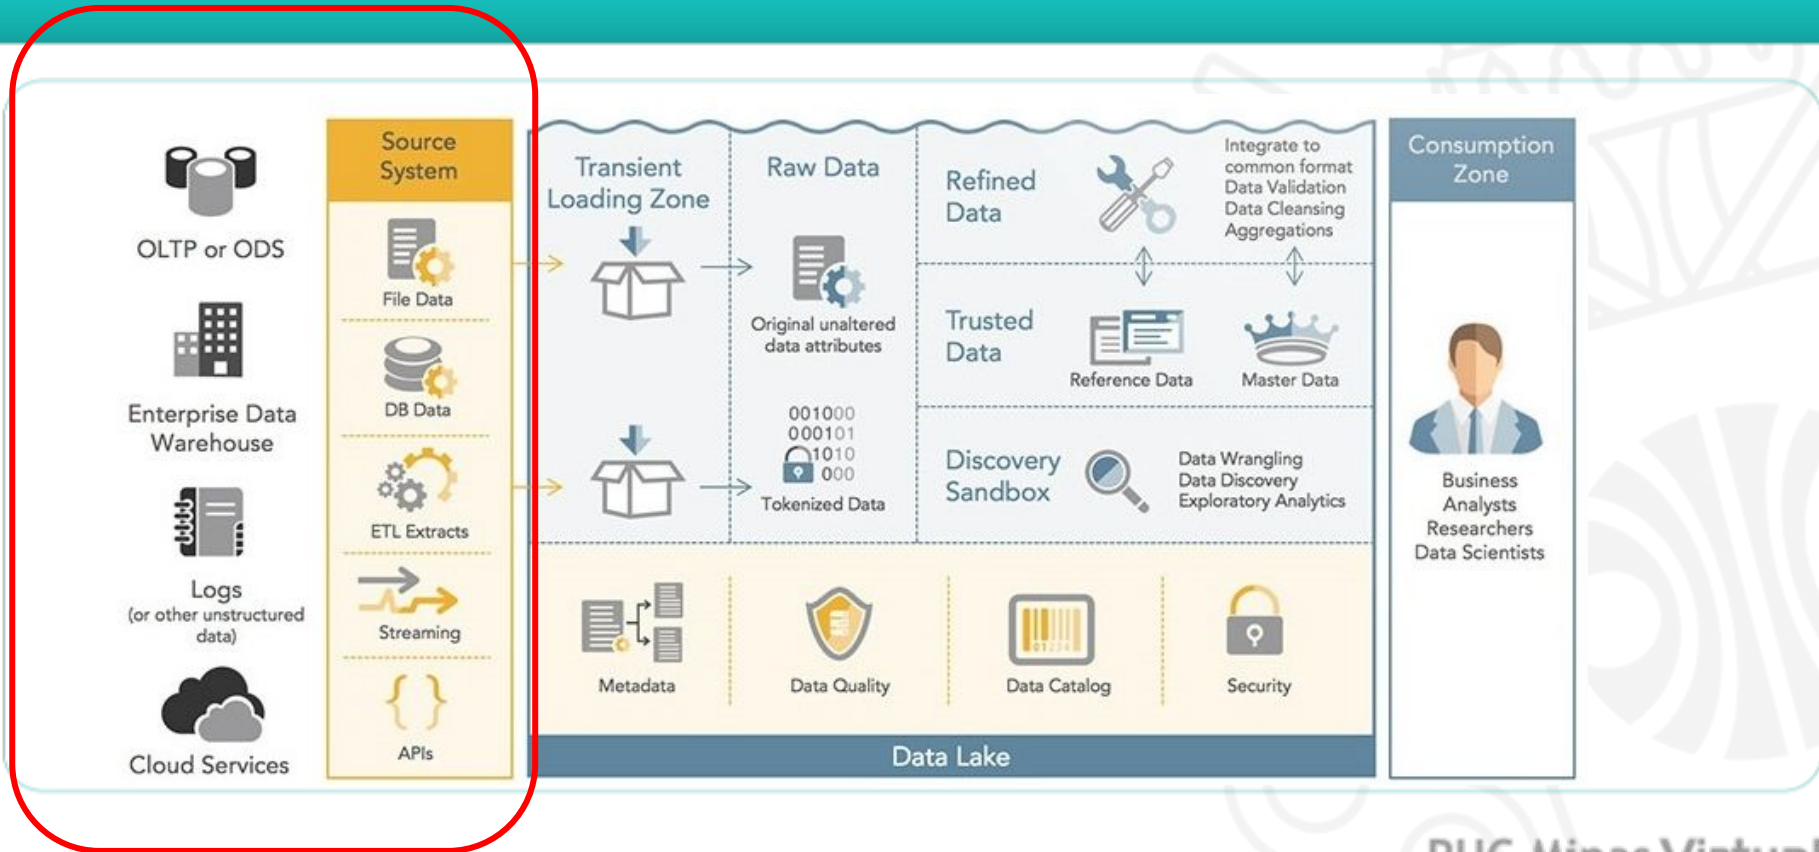 OLTP or ODS
Enterprise Data
Warehouse
Logs
(or other unstructured
data)
Cloud Services
Source
System
File Data
DB Data
ETL Extracts
Streaming
APIs
Transient
Loading Zone
Raw Data
Original unaltered
data attributes
001000
000101
1010
000
Tokenized Data
Refined
Data
Integrate to
common format
Data Validation
Data Cleansing
Aggregations
Trusted
Data
Reference Data
Master Data
Discovery
Sandbox
Data Wrangling
Data Discovery
Exploratory Analytics
Metadata
Data Quality
01234
Data Catalog
Security
Data Lake
Consumption
Zone
Business
Analysts
Researchers
Data Scientists
PUC Minas Virtual